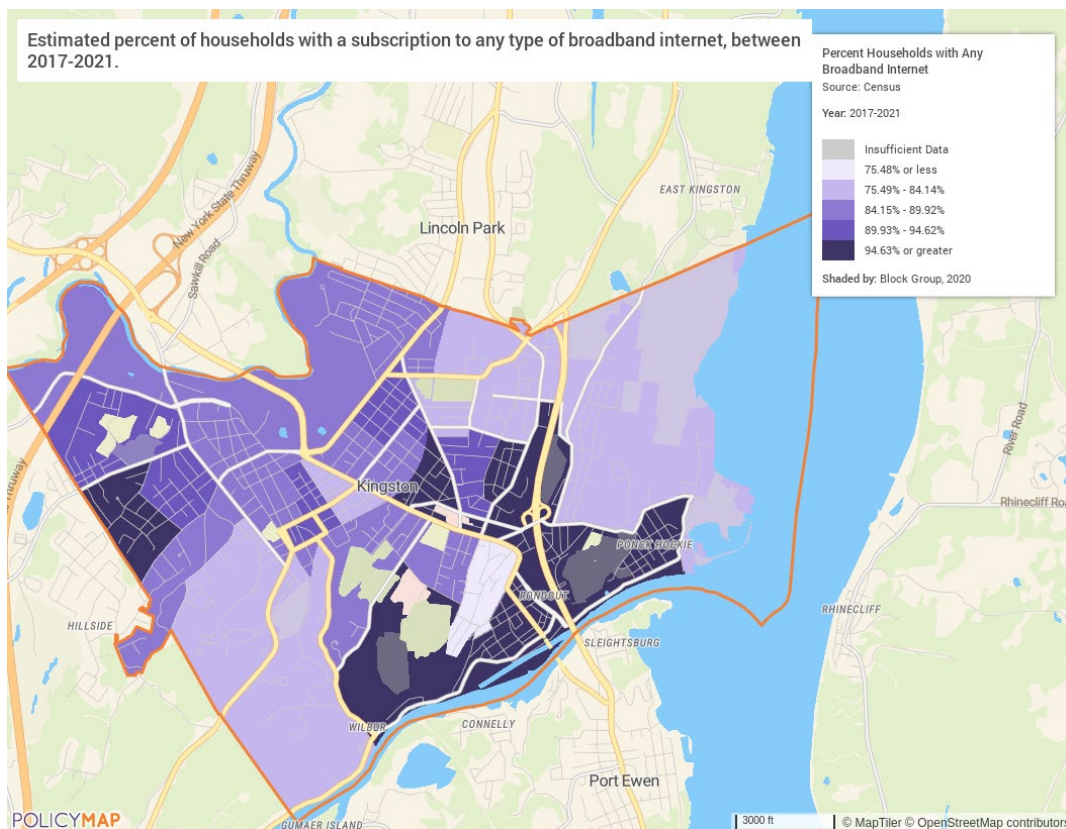 Estimated percent of households with a subscription to any type of broadband internet, between
2017-2021.
Percent Households with Any
Broadband Internet
Source: Census
Year: 2017-2021
Insufficient Data
75.48% or less
75.49% - 84.14%
84.15% - 89.92%
89.93% - 94.62%
94.63% or greater
Shaded by: Block Group, 2020
New York State Thruway
Sawkill Road
EAST KINGSTON
Lincoln Park
River Road
Thruway
Kingston
Rhinecliff Roa
PONCK HOCKIE
RONDOUT
RHINECLIFF
HILLSIDE
SLEIGHTSBURG
WILBUR
CONNELLY
Port Ewen
POLICYMAP
GUMAER ISLAND
3000 ft
© MapTiler © OpenStreetMap contributors